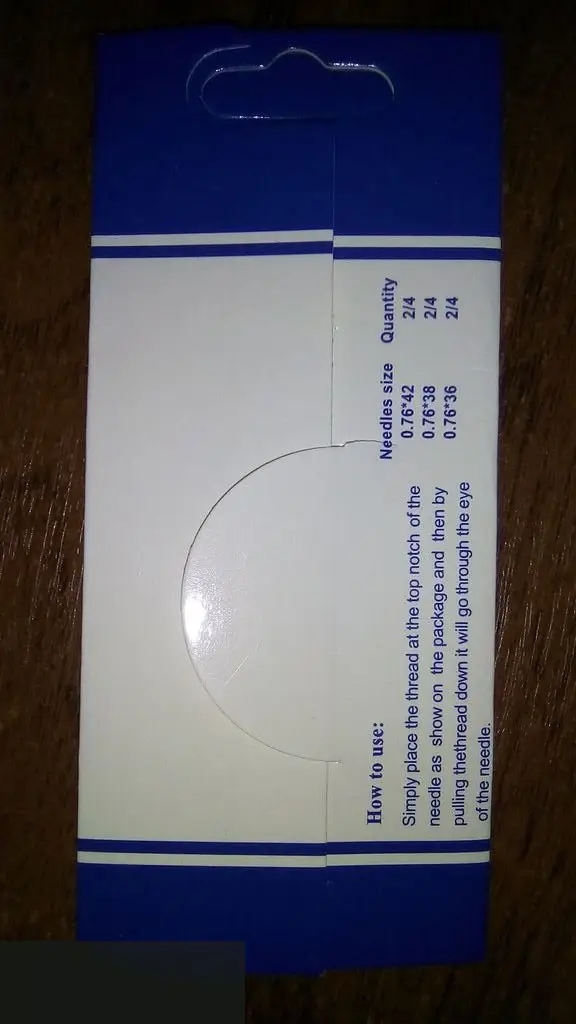 How to use:
Simply place the thread at the top notch of the
needle as show on the package and then by
pulling thethread down it will go through the eye
of the needle.
Needles size Quantity
0.76*42 2/4
0.76*38 2/4
0.76*36 2/4